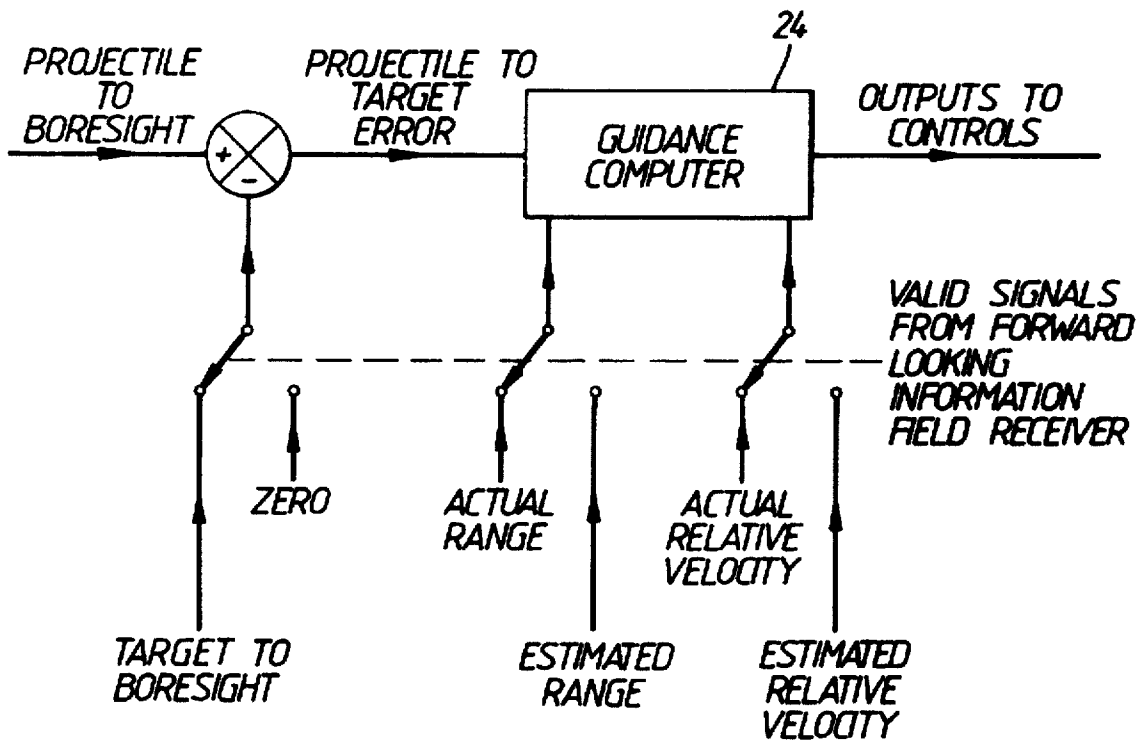 24
PROJECTILE
TO
BORESIGHT
PROJECTILE TO
TARGET
ERROR
GUIDANCE
COMPUTER
OUTPUTS TO
CONTROLS
+
-
VALID SIGNALS
FROM FORWARD
LOOKING
INFORMATION
FIELD RECEIVER
ZERO
ACTUAL
RANGE
ACTUAL
RELATIVE
VELOCITY
TARGET TO
BORESIGHT
ESTIMATED
RANGE
ESTIMATED
RELATIVE
VELOCITY